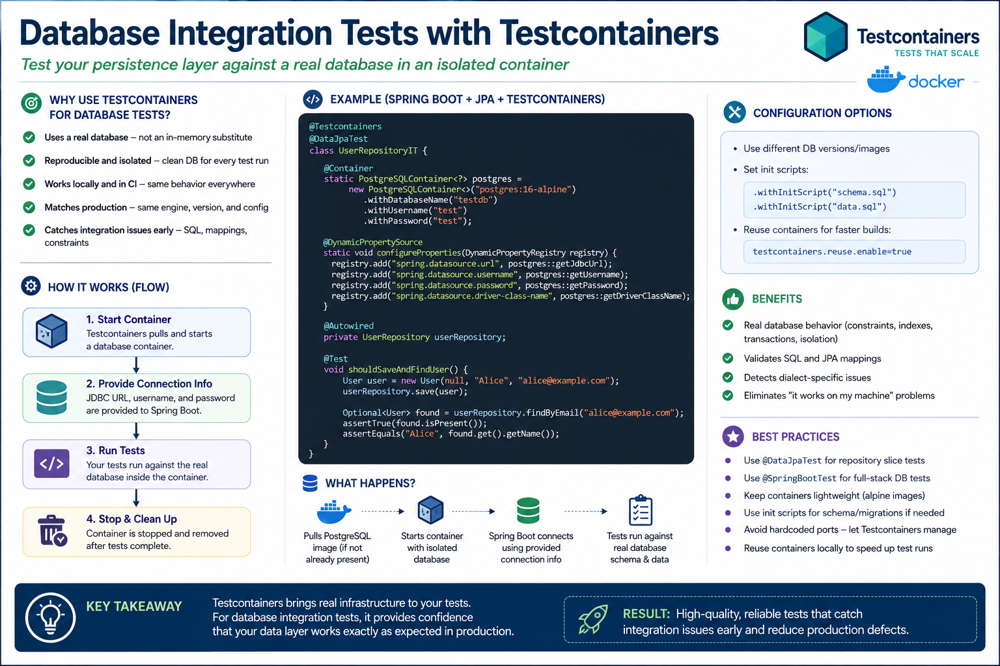 Database Integration Tests with Testcontainers
Test your persistence layer against a real database in an isolated container
Testcontainers
TESTS THAT SCALE
docker
WHY USE TESTCONTAINERS
FOR DATABASE TESTS?
Uses a real database – not an in-memory substitute
Reproducible and isolated – clean DB for every test run
Works locally and in CI – same behavior everywhere
Matches production – same engine, version, and config
Catches integration issues early – SQL, mappings,
constraints
HOW IT WORKS (FLOW)
1. Start Container
Testcontainers pulls and starts
a database container.
2. Provide Connection Info
JDBC URL, username, and password
are provided to Spring Boot.
</>
3. Run Tests
Your tests run against the real
database inside the container.
4. Stop & Clean Up
Container is stopped and removed
after tests complete.
</> EXAMPLE (SPRING BOOT + JPA + TESTCONTAINERS)
@Testcontainers
@DataJpaTest
class UserRepositoryIT {
@Container
static PostgreSQLContainer<?> postgres =
new PostgreSQLContainer<>("postgres:16-alpine")
.withDatabaseName("testdb")
.withUsername("test")
.withPassword("test");
@DynamicPropertySource
static void configureProperties(DynamicPropertyRegistry registry) {
registry.add("spring.datasource.url", postgres::getJdbcUrl);
registry.add("spring.datasource.username", postgres::getUsername);
registry.add("spring.datasource.password", postgres::getPassword);
registry.add("spring.datasource.driver-class-name", postgres::getDriverClassName);
}
@Autowired
private UserRepository userRepository;
@Test
void shouldSaveAndFindUser() {
User user = new User(null, "Alice", "alice@example.com");
userRepository.save(user);
Optional<User> found = userRepository.findByEmail("alice@example.com");
assertTrue(found.isPresent());
assertEquals("Alice", found.get().getName());
}
}
WHAT HAPPENS?
Pulls PostgreSQL
image (if not
already present)
Starts container
with isolated
database
Spring Boot connects
using provided
connection info
Tests run against
real database
schema & data
CONFIGURATION OPTIONS
• Use different DB versions/images
• Set init scripts:
.withInitScript("schema.sql")
.withInitScript("data.sql")
• Reuse containers for faster builds:
testcontainers.reuse.enable=true
BENEFITS
Real database behavior (constraints, indexes,
transactions, isolation)
Validates SQL and JPA mappings
Detects dialect-specific issues
Eliminates "it works on my machine" problems
BEST PRACTICES
• Use @DataJpaTest for repository slice tests
• Use @SpringBootTest for full-stack DB tests
• Keep containers lightweight (alpine images)
• Use init scripts for schema/migrations if needed
• Avoid hardcoded ports – let Testcontainers manage
• Reuse containers locally to speed up test runs
KEY TAKEAWAY
Testcontainers brings real infrastructure to your tests.
For database integration tests, it provides confidence
that your data layer works exactly as expected in production.
RESULT: High-quality, reliable tests that catch
integration issues early and reduce production defects.